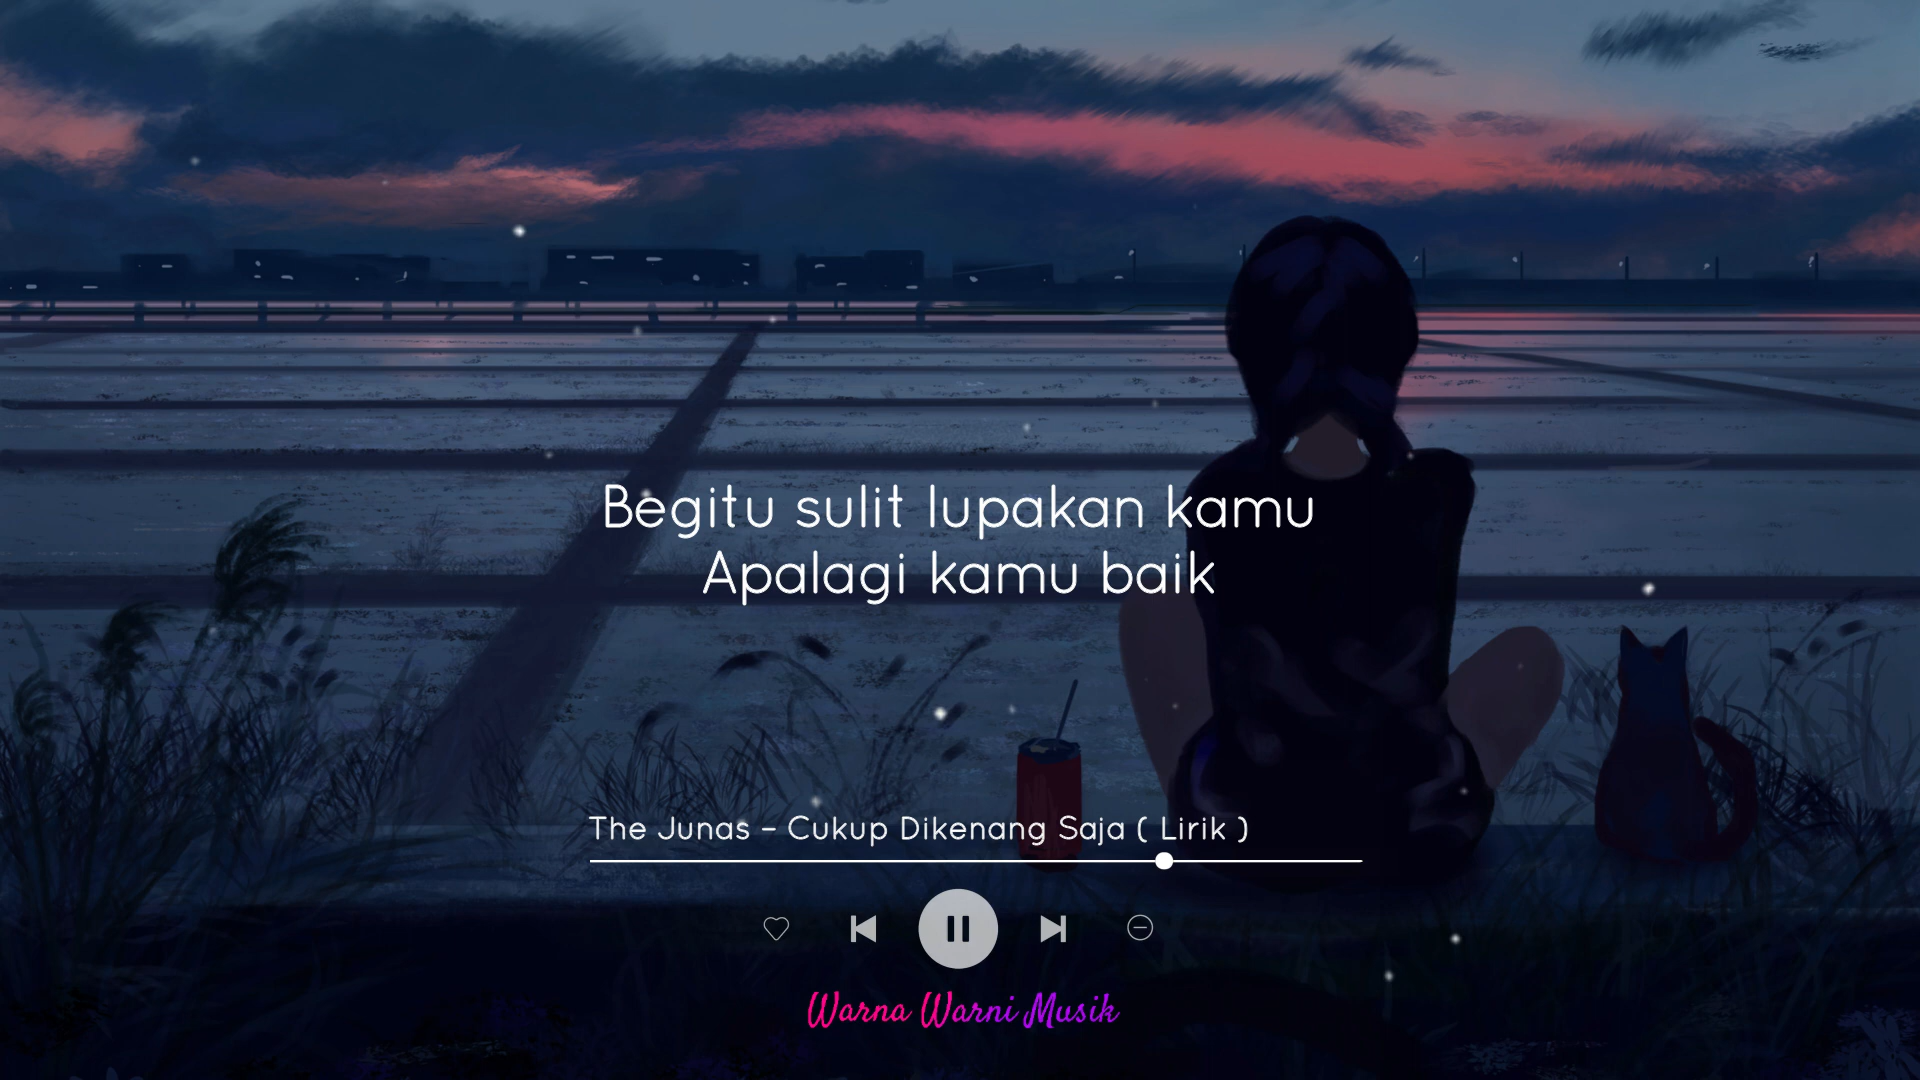 Begitu sulit lupakan kamu
Apalagi kamu baik
The Junas - Cukup Dikenang Saja ( Lirik )
Warna Warni Musik